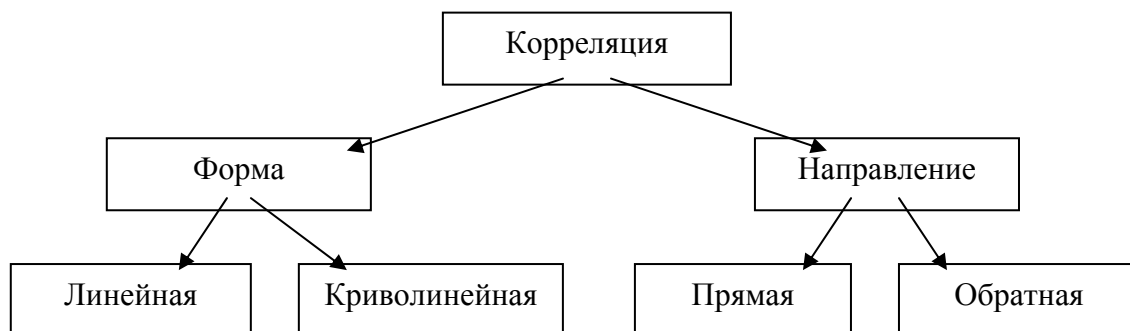 Корреляция
Форма
Направление
Линейная
Криволинейная
Прямая
Обратная